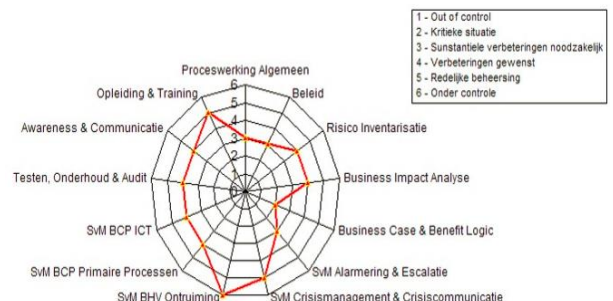 1 - Out of control
2 - Kritieke situatie
3 - Sunstantiele verbeteringen noodzakelijk
4 - Verbeteringen gewenst
5 - Redelijke beheersing
6 - Onder controle
Proceswerking Algemeen
Opleiding & Training
Beleid
Awareness & Communicatie
Risico Inventarisatie
Testen, Onderhoud & Audit
Business Impact Analyse
SvM BCP ICT
Business Case & Benefit Logic
SvM BCP Primaire Processen
SvM Alarmering & Escalatie
SvM BHV Ontruiming
SvM Crisismanagement & Crisiscommunicatie
6
5
4
3
2
1
0